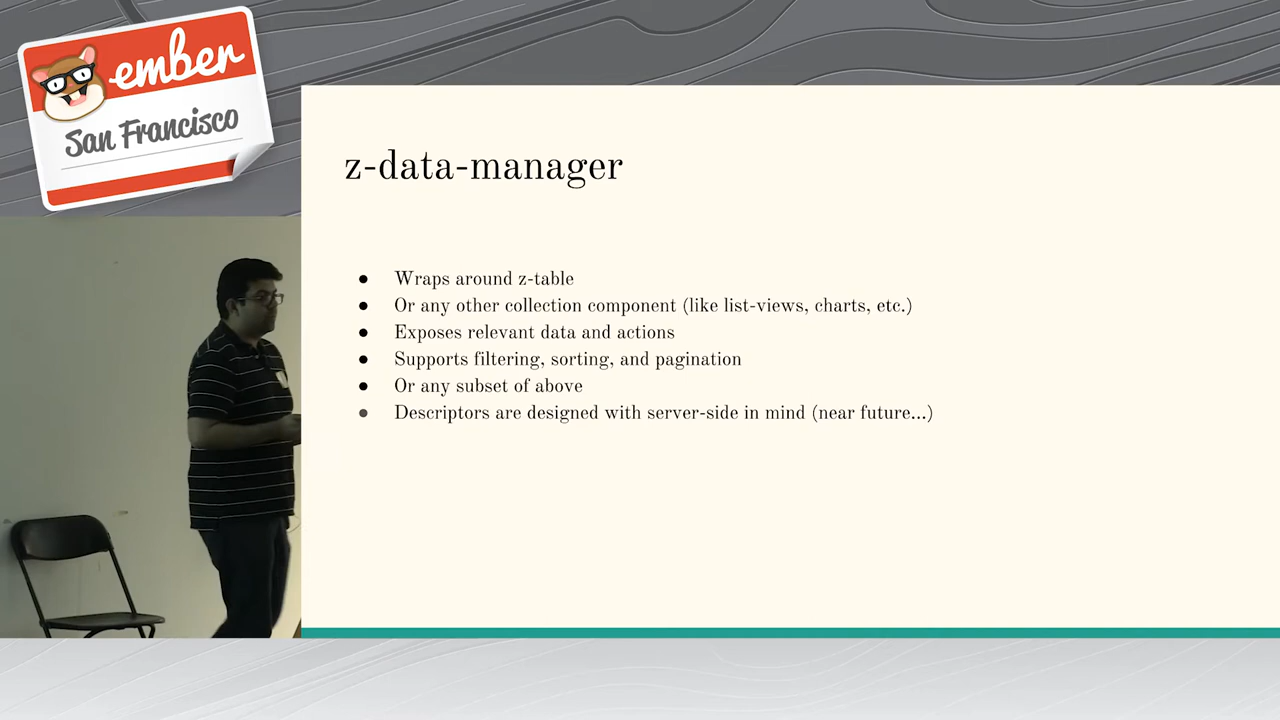 ember
San Francisco
z-data-manager
● Wraps around z-table
● Or any other collection component (like list-views, charts, etc.)
● Exposes relevant data and actions
● Supports filtering, sorting, and pagination
● Or any subset of above
● Descriptors are designed with server-side in mind (near future...)